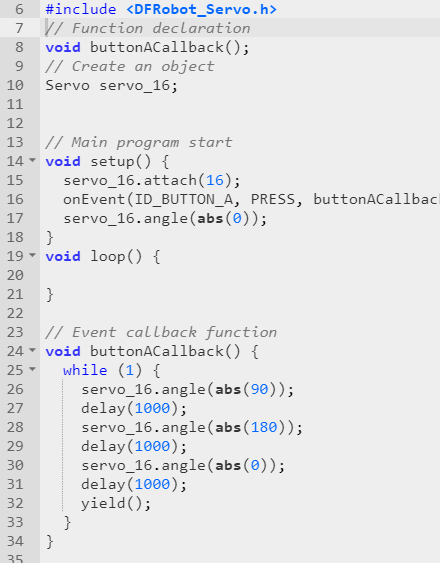 6 #include <DFRobot_Servo.h>
7 // Function declaration
8 void buttonACallback();
9 // Create an object
10 Servo servo_16;
11
12
13 // Main program start
14 void setup() {
15   servo_16.attach(16);
16   onEvent(ID_BUTTON_A, PRESS, buttonACallbac
17   servo_16.angle(abs(0));
18 }
19 void loop() {
20
21 }
22
23 // Event callback function
24 void buttonACallback() {
25   while (1) {
26     servo_16.angle(abs(90));
27     delay(1000);
28     servo_16.angle(abs(180));
29     delay(1000);
30     servo_16.angle(abs(0));
31     delay(1000);
32     yield();
33   }
34 }
35